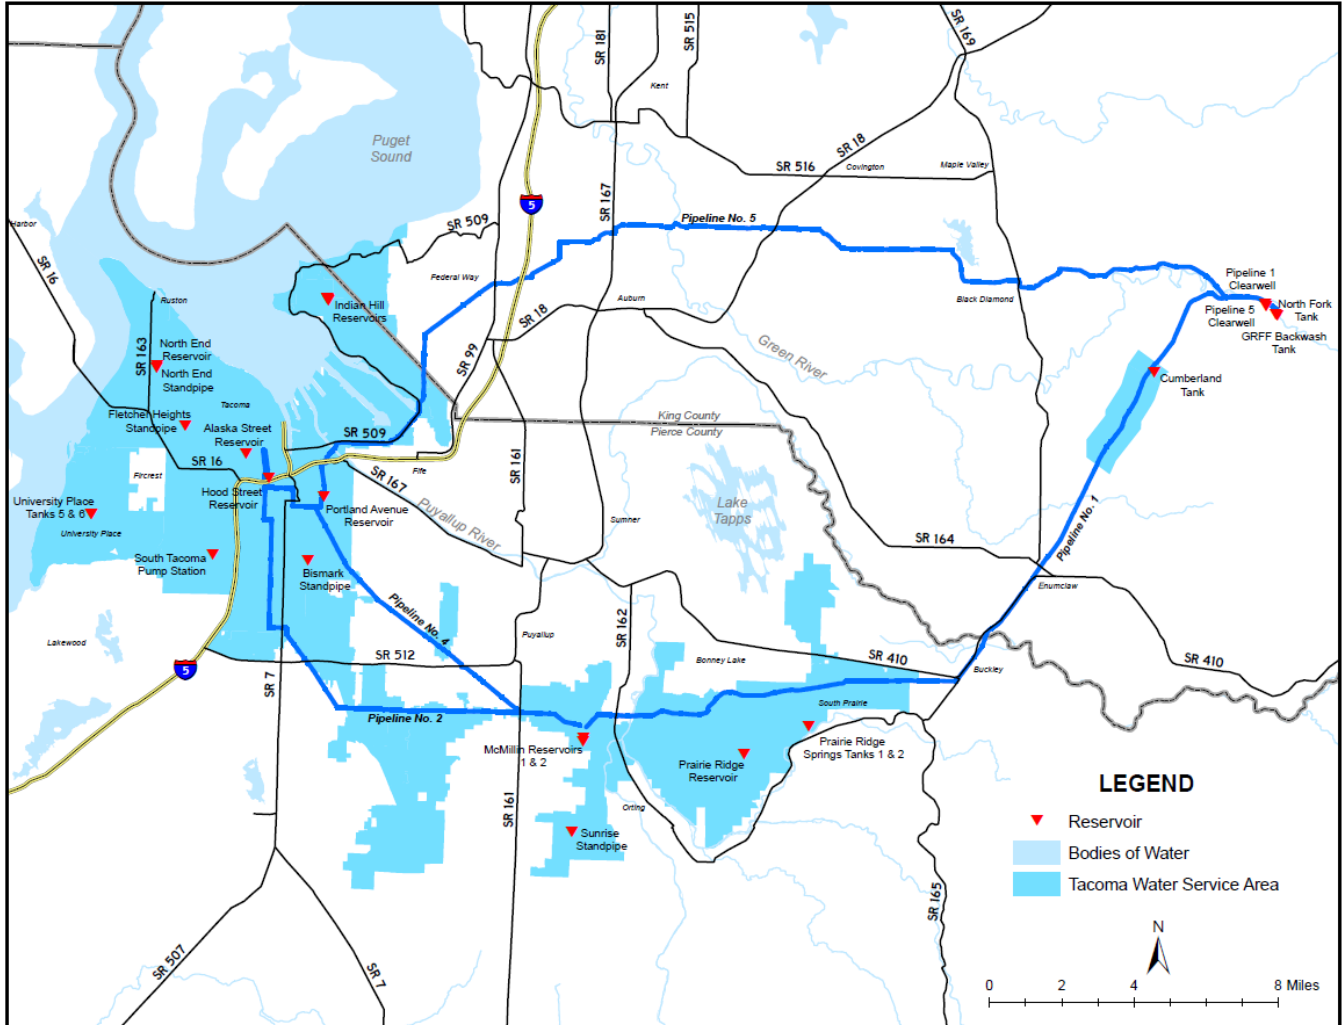 SR 169
SR 515
SR 181
Kent
Puget
Sound
SR 18
SR 516
Covington
Maple Valley
SR 167
5
Pipeline No. 5
SR 509
Harbor
SR 16
Federal Way
Ruston
Indian Hill
Reservoirs
Auburn
SR 18
Black Diamond
Pipeline 1
Clearwell
North Fork
Tank
Pipeline 5
Clearwell
GRFF Backwash
Tank
SR 163
North End
Reservoir
North End
Standpipe
SR 99
Green River
Cumberland
Tank
Tacoma
Fletcher Heights
Standpipe
Alaska Street
Reservoir
SR 509
King County
Pierce County
SR 16
Fircrest
Fife
SR 161
SR 167
Hood Street
Reservoir
Portland Avenue
Reservoir
Puyallup River
University Place
Tanks 5 & 6
University Place
Sumner
Lake
Tapps
Pipeline No. 1
SR 164
South Tacoma
Pump Station
Bismark
Standpipe
Enumclaw
Pipeline No. 4
SR 162
Puyallup
Lakewood
SR 512
Bonney Lake
SR 410
SR 410
Buckley
5
SR 7
Pipeline No. 2
South Prairie
McMillin Reservoirs
1 & 2
Prairie Ridge
Springs Tanks 1 & 2
Prairie Ridge
Reservoir
SR 161
Orting
Sunrise
Standpipe
SR 165
SR 507
SR 7
LEGEND
Reservoir
Bodies of Water
Tacoma Water Service Area
N
0 2 4 8 Miles